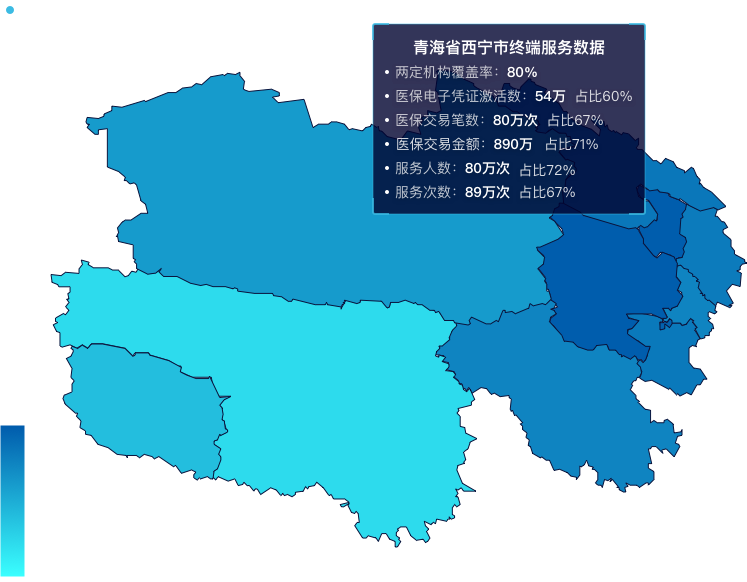 青海省西宁市终端服务数据
• 两定机构覆盖率：80%
• 医保电子凭证激活数：54万 占比60%
• 医保交易笔数：80万次 占比67%
• 医保交易金额：890万 占比71%
• 服务人数：80万次 占比72%
• 服务次数：89万次 占比67%